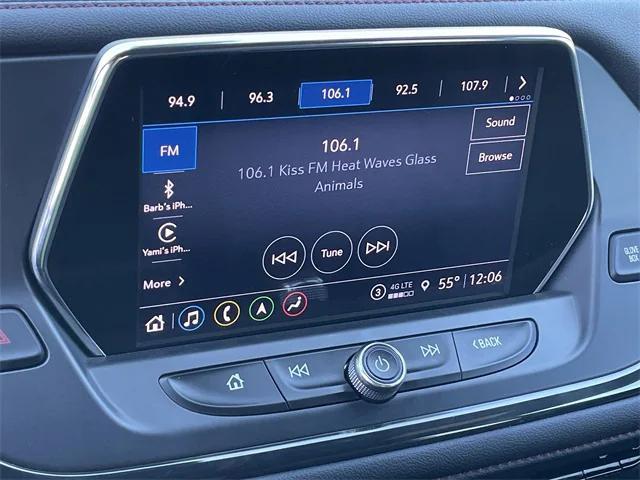 94.9 96.3 106.1 92.5 107.9
FM
106.1
Sound
106.1 Kiss FM Heat Waves Glass
Animals
Browse
Barb's iPh...
Yami's iPh...
Tune
More
3 4G LTE 55° 12:06
GLOVE
BOX
BACK